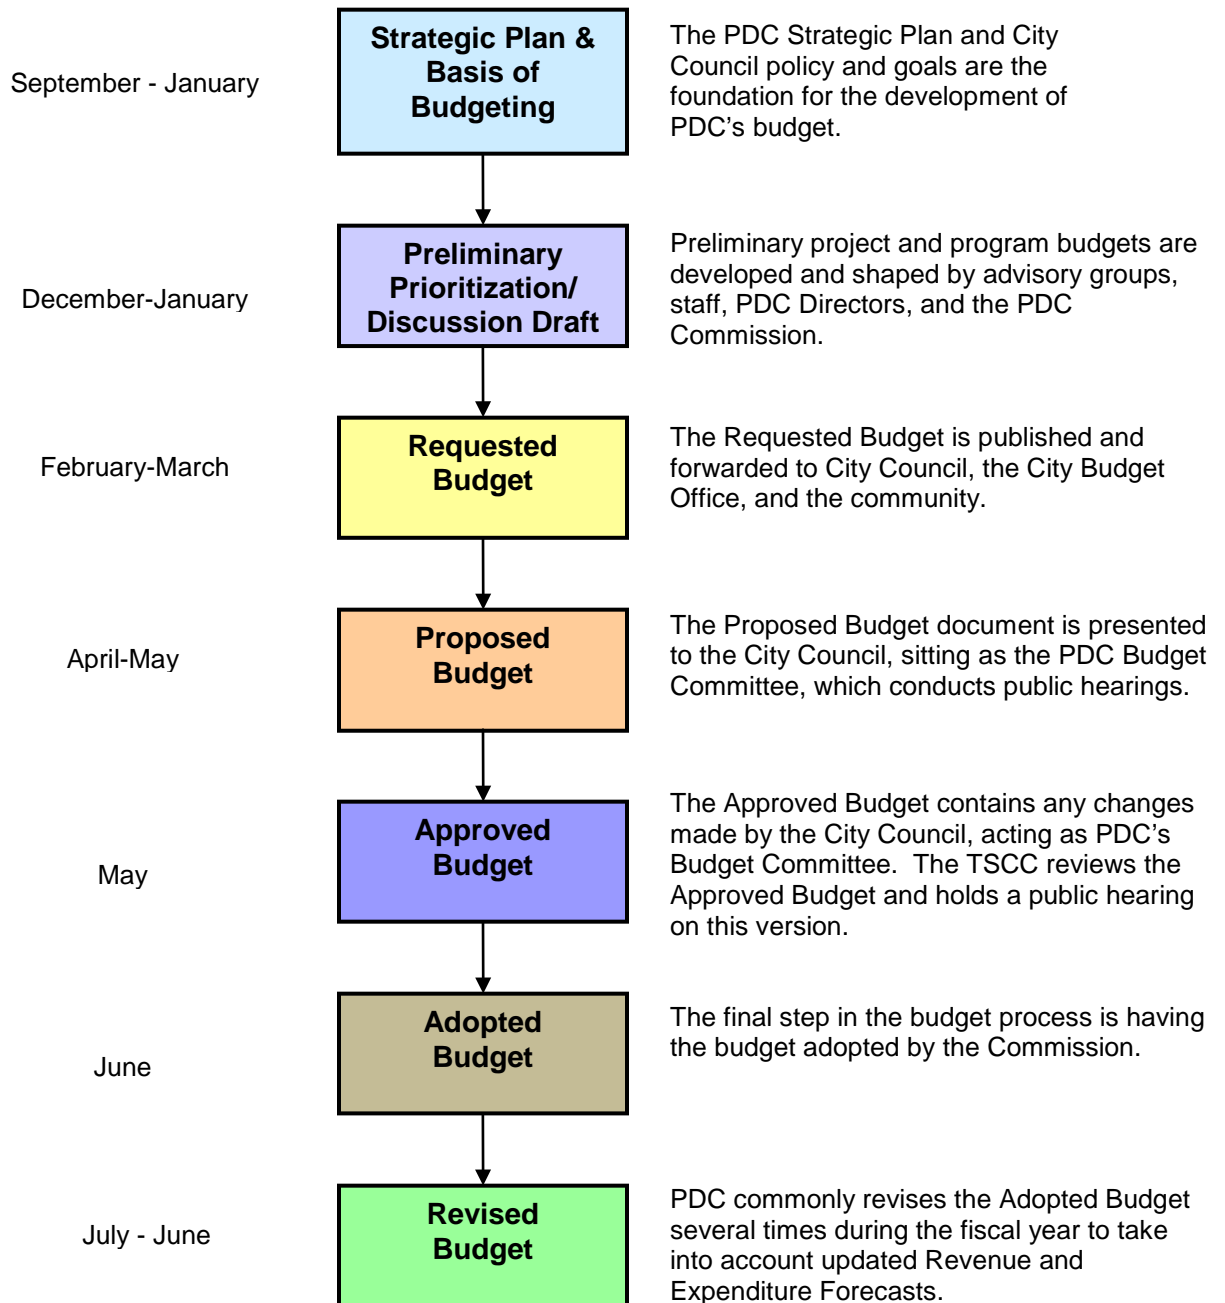 September - January
Strategic Plan &
Basis of
Budgeting
The PDC Strategic Plan and City
Council policy and goals are the
foundation for the development of
PDC’s budget.
December-January
Preliminary
Prioritization/
Discussion Draft
Preliminary project and program budgets are
developed and shaped by advisory groups,
staff, PDC Directors, and the PDC
Commission.
February-March
Requested
Budget
The Requested Budget is published and
forwarded to City Council, the City Budget
Office, and the community.
April-May
Proposed
Budget
The Proposed Budget document is presented
to the City Council, sitting as the PDC Budget
Committee, which conducts public hearings.
May
Approved
Budget
The Approved Budget contains any changes
made by the City Council, acting as PDC’s
Budget Committee.  The TSCC reviews the
Approved Budget and holds a public hearing
on this version.
June
Adopted
Budget
The final step in the budget process is having
the budget adopted by the Commission.
July - June
Revised
Budget
PDC commonly revises the Adopted Budget
several times during the fiscal year to take
into account updated Revenue and
Expenditure Forecasts.